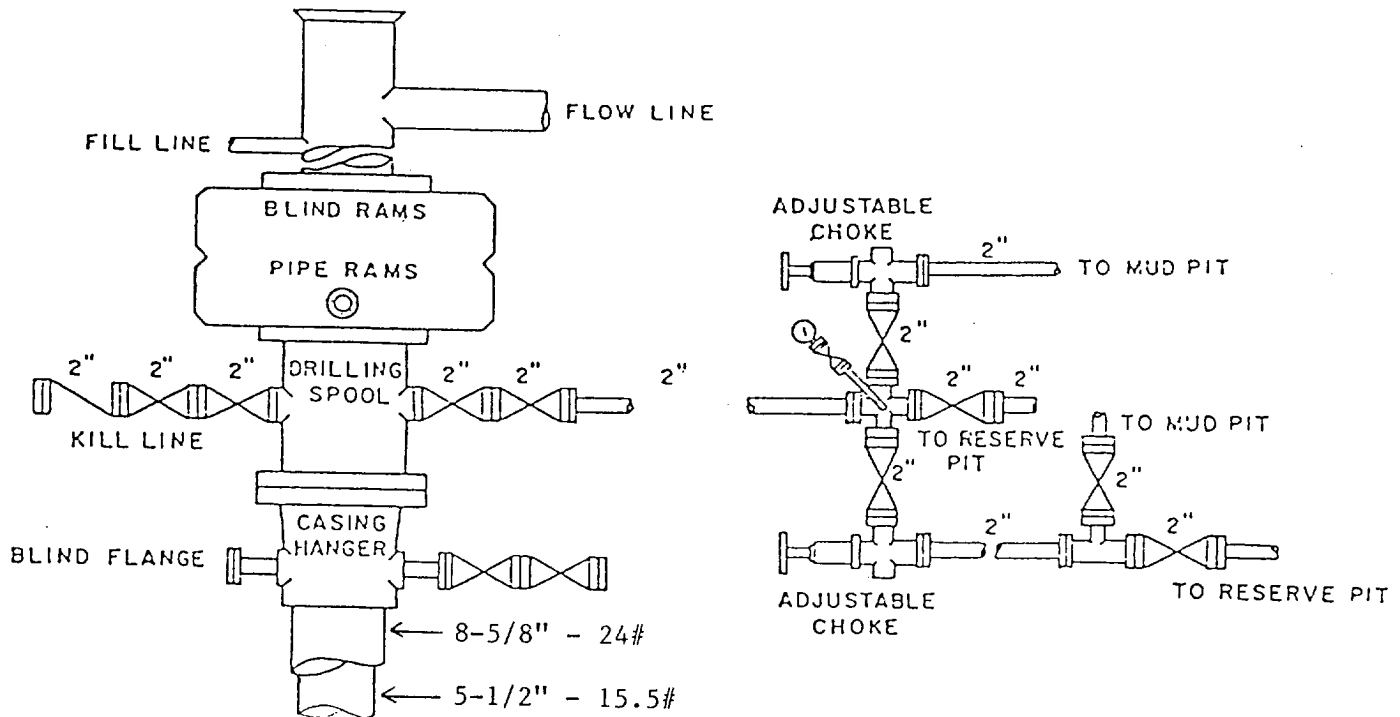 FLOW LINE
FILL LINE
BLIND RAMS
PIPE RAMS
2" 2" 2"
DRILLING
SPOOL
2" 2" 2"
KILL LINE
CASING
HANGER
BLIND FLANGE
8-5/8" - 24#
5-1/2" - 15.5#
ADJUSTABLE
CHOKE
2"
TO MUD PIT
2"
2" 2"
TO RESERVE
PIT
TO MUD PIT
2"
2"
2"
2"
TO RESERVE PIT
ADJUSTABLE
CHOKE